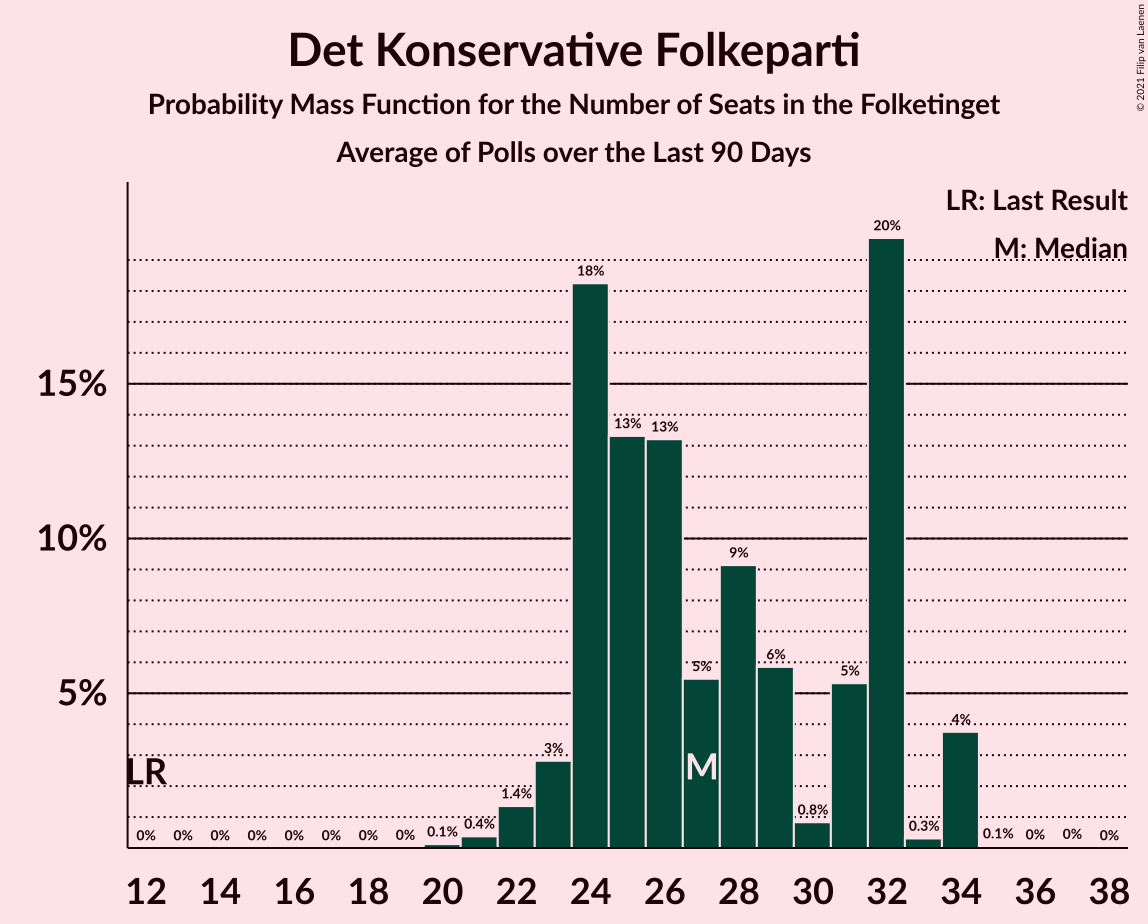 Det Konservative Folkeparti
Probability Mass Function for the Number of Seats in the Folketinget
Average of Polls over the Last 90 Days
© 2021 Filip van Laenen
LR: Last Result
M: Median
20%
18%
15%
13%
13%
10%
9%
6%
5%
5%
5%
4%
3%
M
LR
1.4%
0.8%
0.4%
0.3%
0% 0% 0% 0% 0% 0% 0% 0% 0.1% 0.1% 0% 0% 0%
12 14 16 18 20 22 24 26 28 30 32 34 36 38